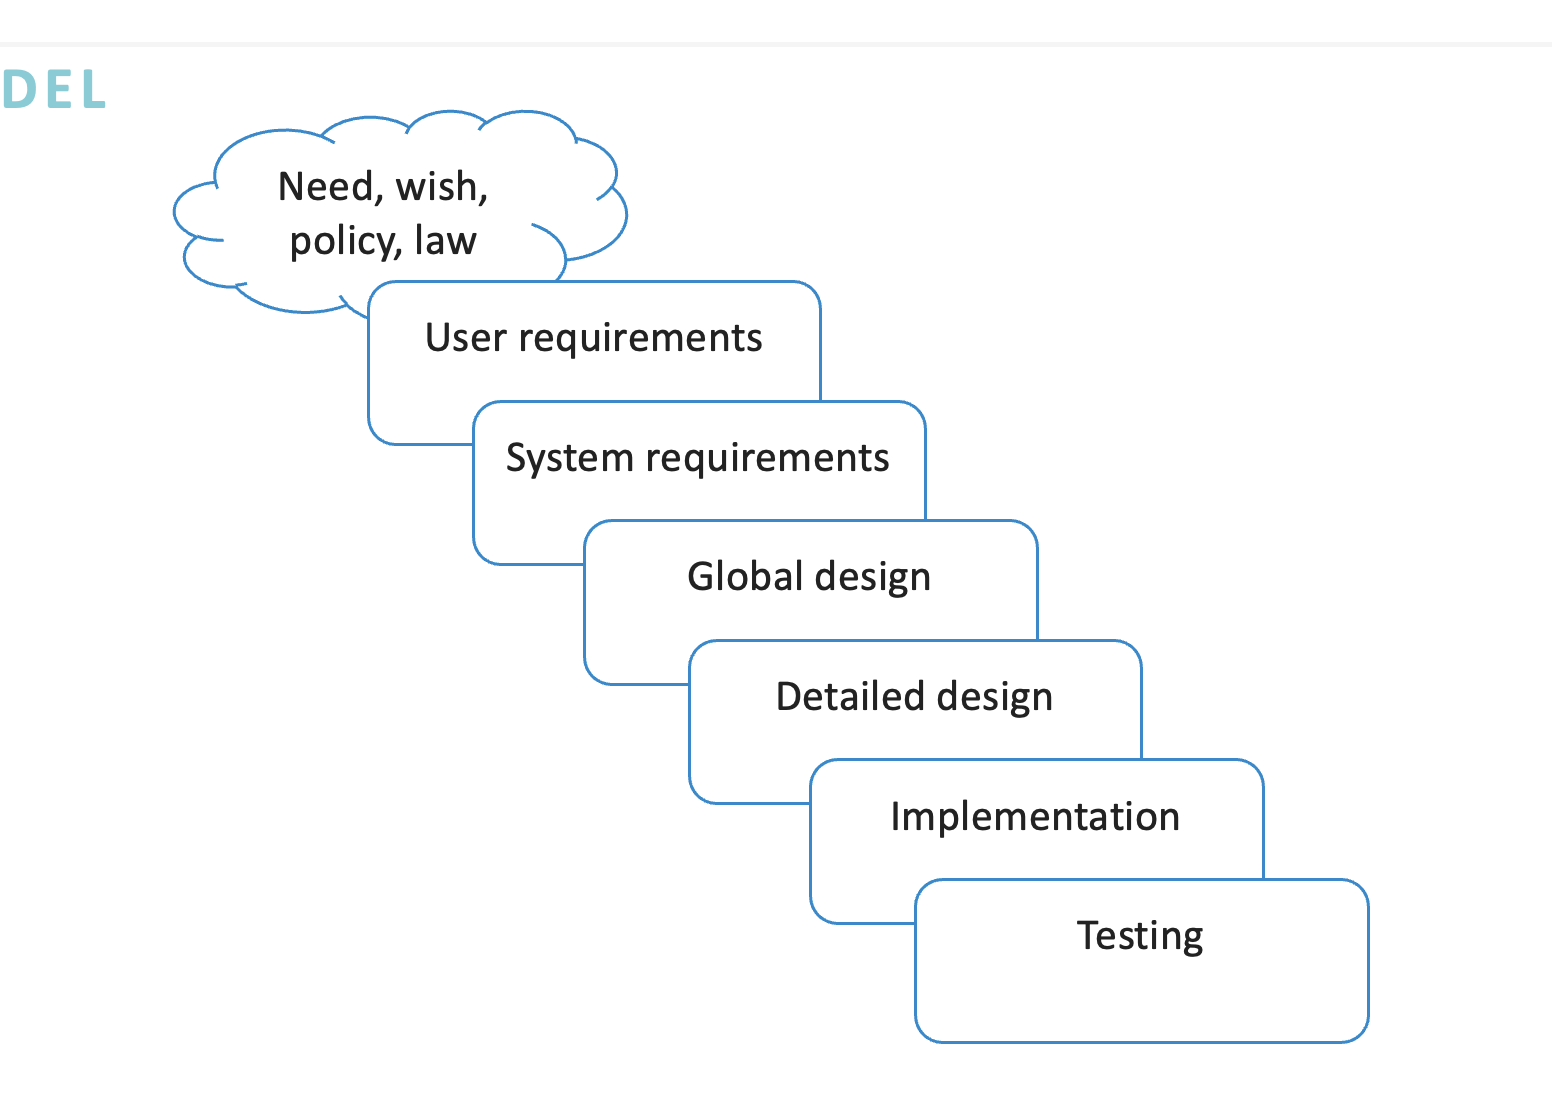 DEL
Need, wish,
policy, law
User requirements
System requirements
Global design
Detailed design
Implementation
Testing